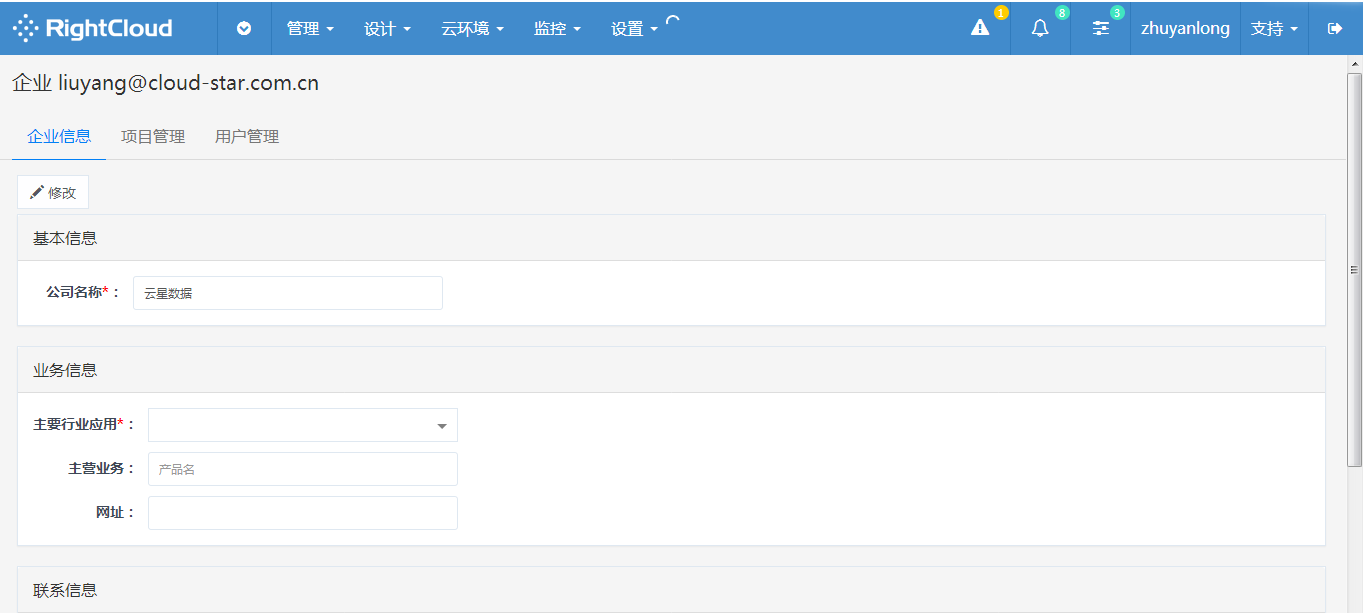 RightCloud 管理 设计 云环境 监控 设置 1 8 3 zhuyanlong 支持
企业 liuyang@cloud-star.com.cn
企业信息 项目管理 用户管理
修改
基本信息
公司名称*： 云星数据
业务信息
主要行业应用*：
主营业务： 产品名
网址：
联系信息